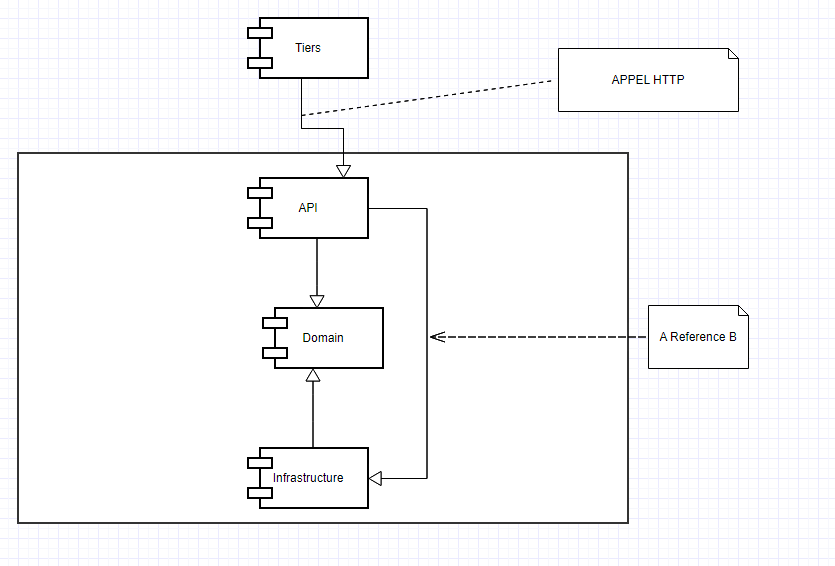 Tiers
APPEL HTTP
API
Domain
A Reference B
Infrastructure